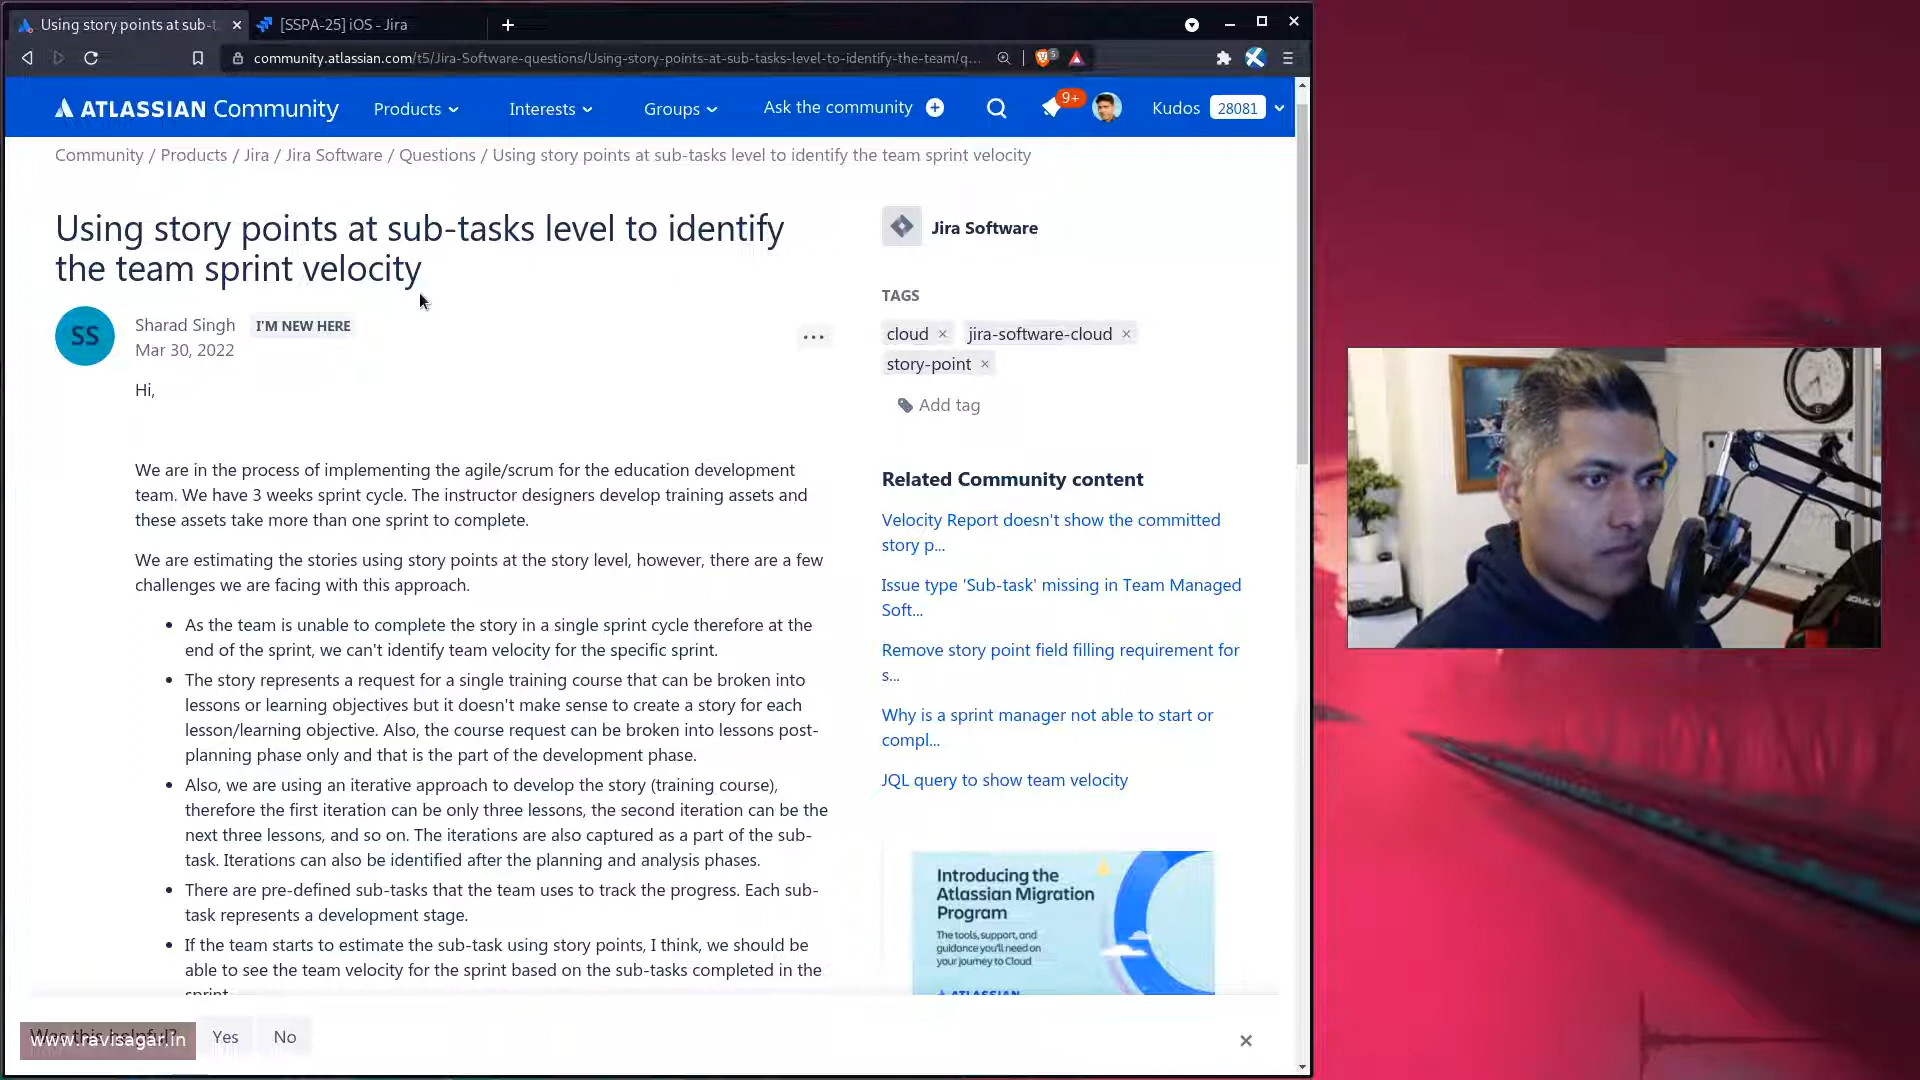 Using story points at sub-t
[SSPA-25] iOS - Jira
community.atlassian.com/t5/Jira-Software-questions/Using-story-points-at-sub-tasks-level-to-identify-the-team/q...
5
ATLASSIAN Community
Products
Interests
Groups
Ask the community
9+
Kudos
28081
Community / Products / Jira / Jira Software / Questions / Using story points at sub-tasks level to identify the team sprint velocity
Using story points at sub-tasks level to identify
the team sprint velocity
SS
Sharad Singh
I'M NEW HERE
Mar 30, 2022
...
Hi,
We are in the process of implementing the agile/scrum for the education development
team. We have 3 weeks sprint cycle. The instructor designers develop training assets and
these assets take more than one sprint to complete.
We are estimating the stories using story points at the story level, however, there are a few
challenges we are facing with this approach.
• As the team is unable to complete the story in a single sprint cycle therefore at the
end of the sprint, we can't identify team velocity for the specific sprint.
• The story represents a request for a single training course that can be broken into
lessons or learning objectives but it doesn't make sense to create a story for each
lesson/learning objective. Also, the course request can be broken into lessons post-
planning phase only and that is the part of the development phase.
• Also, we are using an iterative approach to develop the story (training course),
therefore the first iteration can be only three lessons, the second iteration can be the
next three lessons, and so on. The iterations are also captured as a part of the sub-
task. Iterations can also be identified after the planning and analysis phases.
• There are pre-defined sub-tasks that the team uses to track the progress. Each sub-
task represents a development stage.
• If the team starts to estimate the sub-task using story points, I think, we should be
able to see the team velocity for the sprint based on the sub-tasks completed in the
sprint
Jira Software
TAGS
cloud ×
jira-software-cloud ×
story-point ×
Add tag
Related Community content
Velocity Report doesn't show the committed
story p...
Issue type 'Sub-task' missing in Team Managed
Soft...
Remove story point field filling requirement for
s...
Why is a sprint manager not able to start or
compl...
JQL query to show team velocity
Introducing the
Atlassian Migration
Program
The tools, support, and
guidance you'll need on
your journey to Cloud
ATLASSIAN
Was this helpful?
Yes
No
www.ravisagar.in